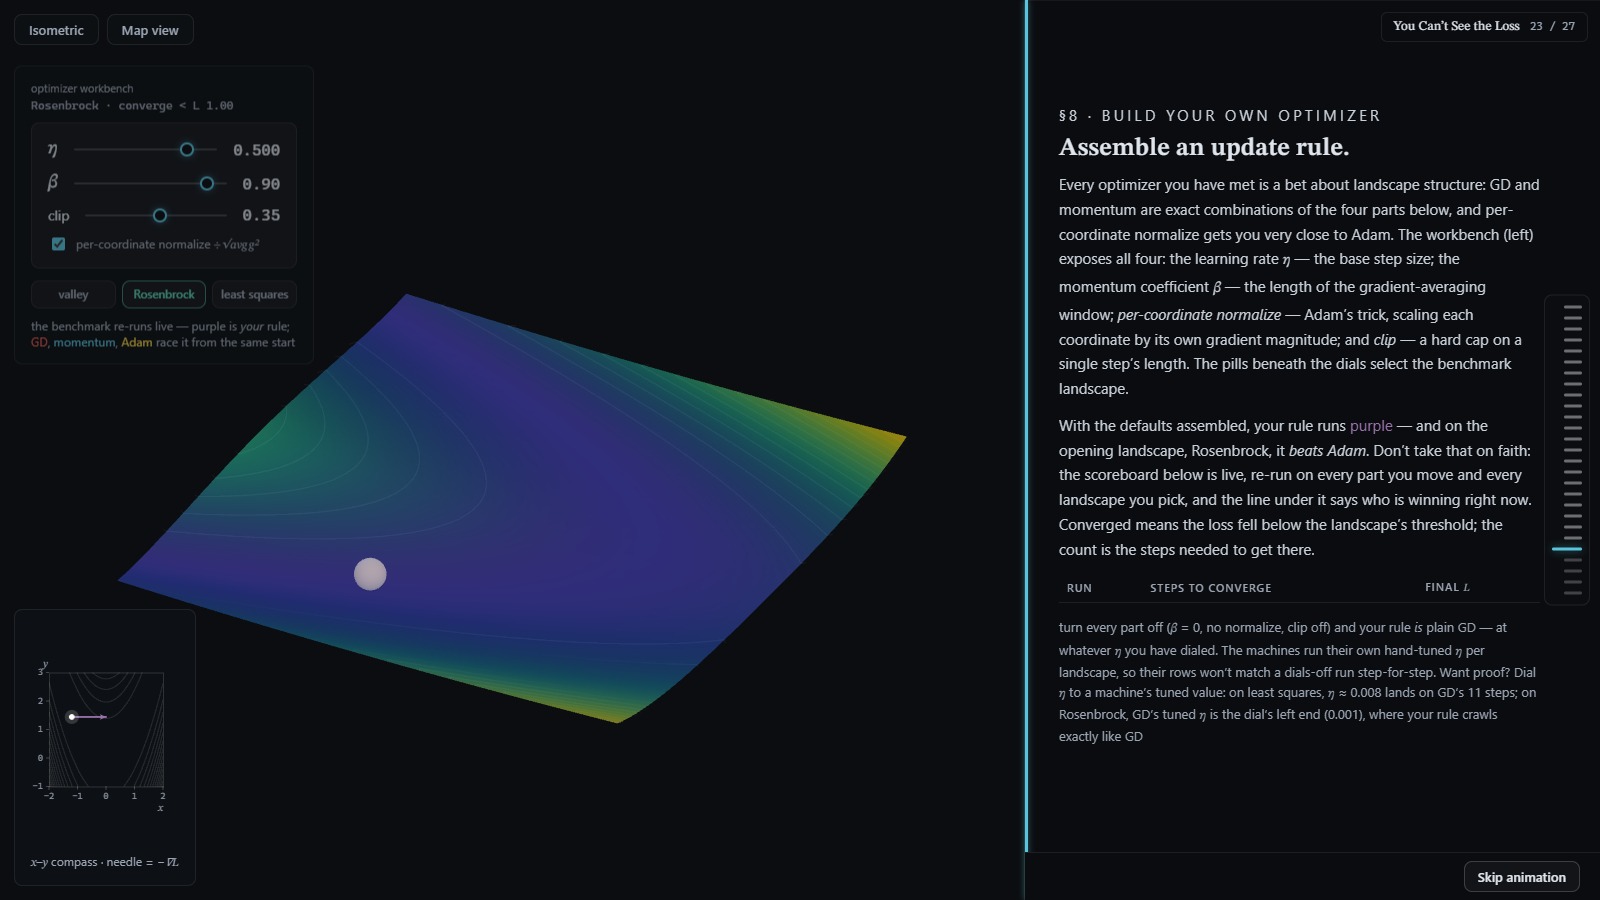 Isometric
Map view
optimizer workbench
Rosenbrock · converge < L 1.00
η 0.500
β 0.90
clip 0.35
per-coordinate normalize ÷√avg g²
valley
Rosenbrock
least squares
the benchmark re-runs live — purple is your rule;
GD, momentum, Adam race it from the same start
y
3
2
1
0
−1
−2 −1 0 1 2
x
x–y compass · needle = −∇L
You Can’t See the Loss 23 / 27
§8 · BUILD YOUR OWN OPTIMIZER
Assemble an update rule.
Every optimizer you have met is a bet about landscape structure: GD and
momentum are exact combinations of the four parts below, and per-
coordinate normalize gets you very close to Adam. The workbench (left)
exposes all four: the learning rate η — the base step size; the
momentum coefficient β — the length of the gradient-averaging
window; per-coordinate normalize — Adam’s trick, scaling each
coordinate by its own gradient magnitude; and clip — a hard cap on a
single step’s length. The pills beneath the dials select the benchmark
landscape.
With the defaults assembled, your rule runs purple — and on the
opening landscape, Rosenbrock, it beats Adam. Don’t take that on faith:
the scoreboard below is live, re-run on every part you move and every
landscape you pick, and the line under it says who is winning right now.
Converged means the loss fell below the landscape’s threshold; the
count is the steps needed to get there.
RUN STEPS TO CONVERGE FINAL L
turn every part off (β = 0, no normalize, clip off) and your rule is plain GD — at
whatever η you have dialed. The machines run their own hand-tuned η per
landscape, so their rows won’t match a dials-off run step-for-step. Want proof? Dial
η to a machine’s tuned value: on least squares, η ≈ 0.008 lands on GD’s 11 steps; on
Rosenbrock, GD’s tuned η is the dial’s left end (0.001), where your rule crawls
exactly like GD
Skip animation